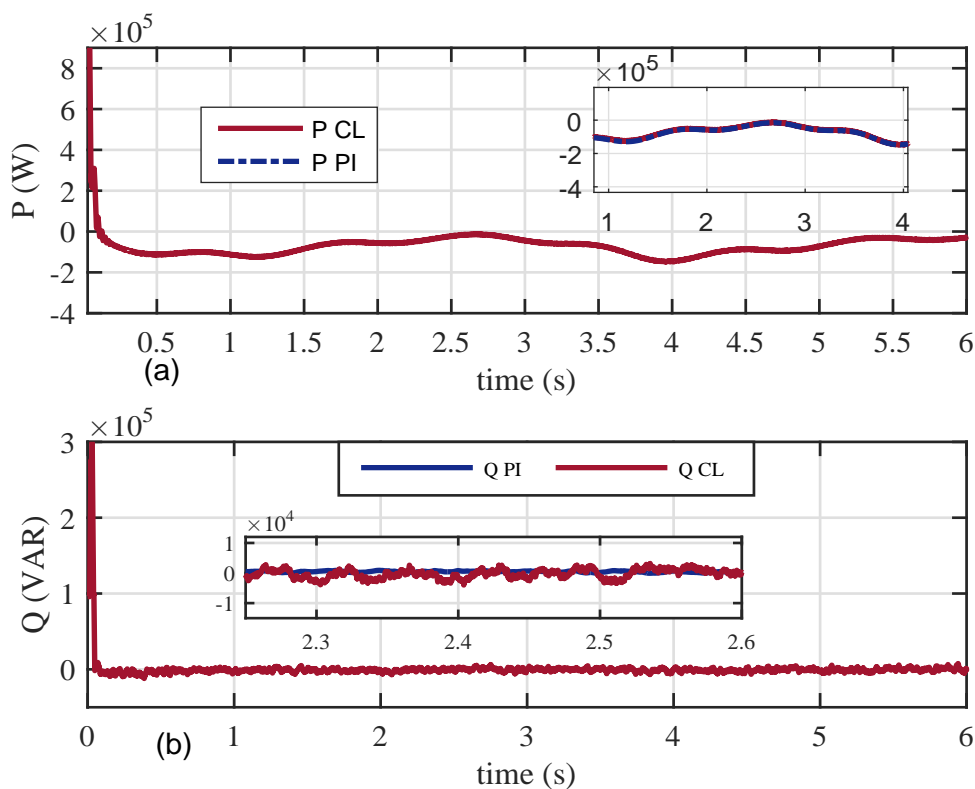 ×10⁵
8
6
4
2
0
-2
-4
P (W)
P CL
P PI
×10⁵
0
-2
-4
1 2 3 4
0.5 1 1.5 2 2.5 3 3.5 4 4.5 5 5.5 6
(a)
time (s)
×10⁵
3
2
1
0
Q (VAR)
Q PI Q CL
×10⁴
1
0
-1
2.3 2.4 2.5 2.6
0 1 2 3 4 5 6
(b)
time (s)